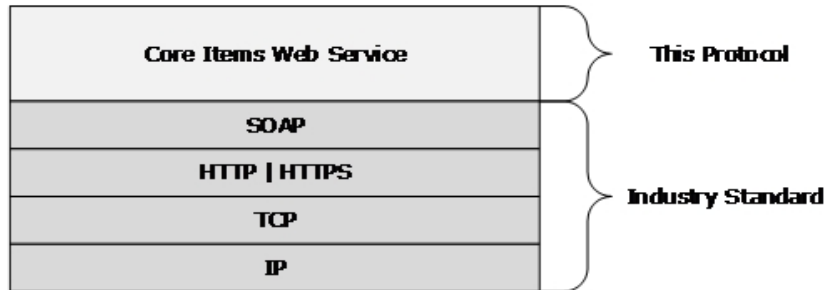 Core Items Web Service
This Protocol
SOAP
HTTP | HTTPS
Industry Standard
TCP
IP